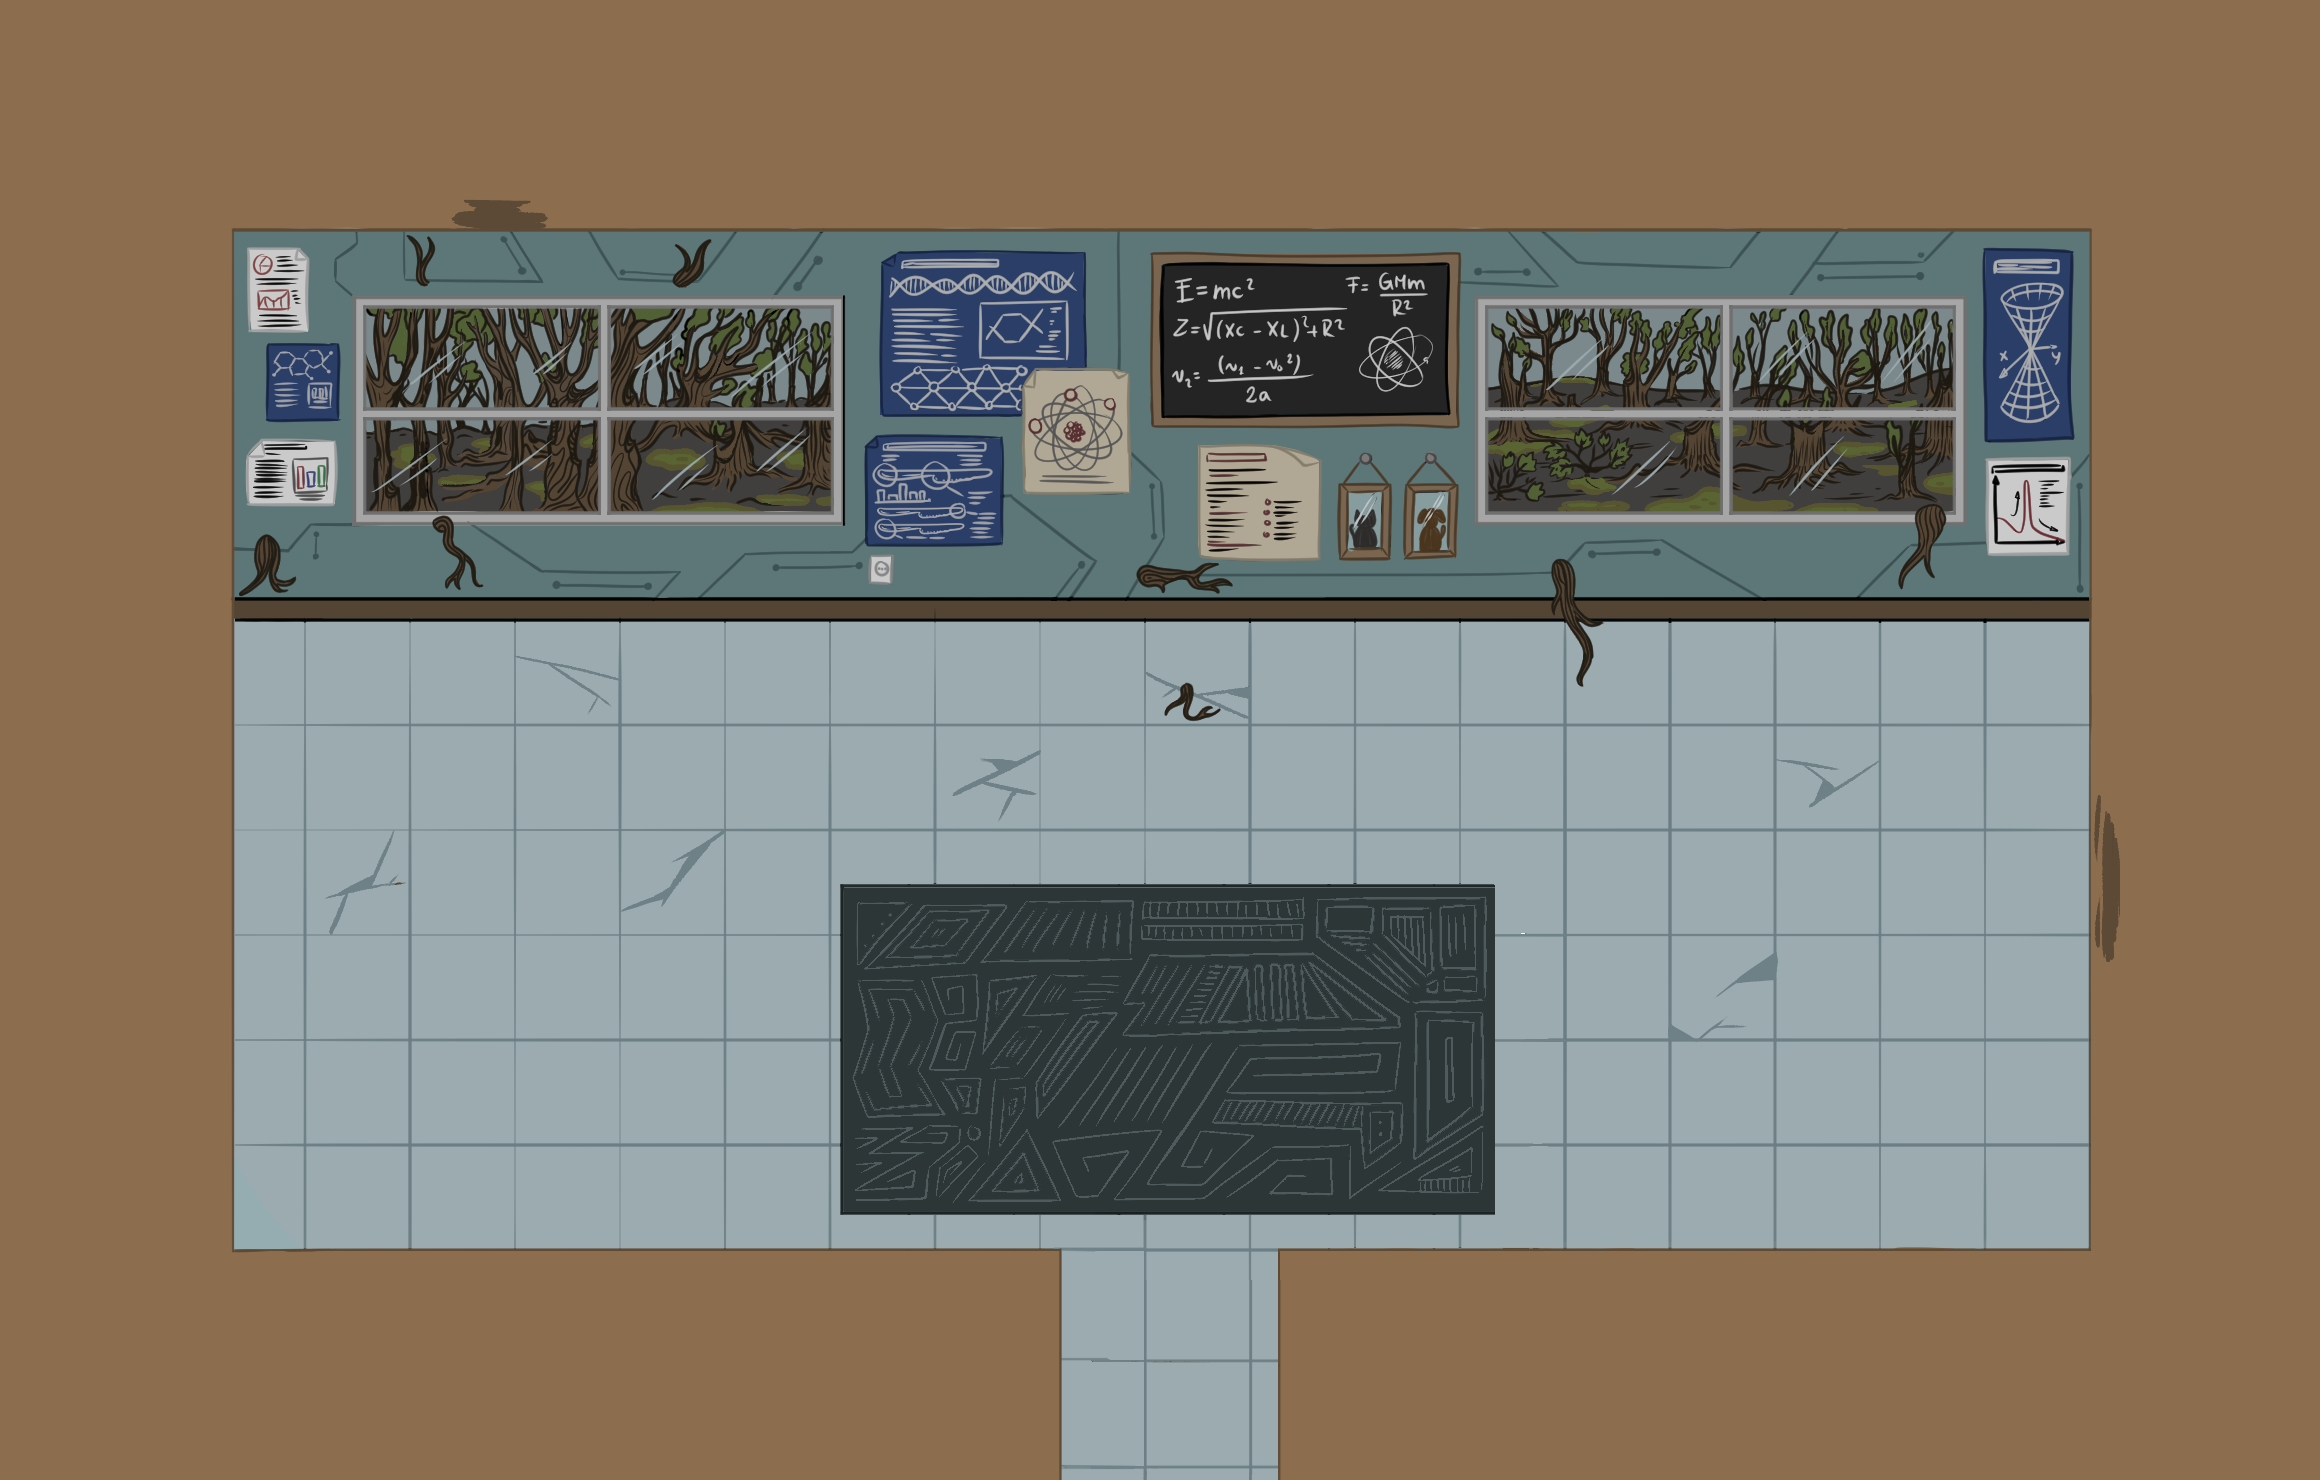 E=mc²
F= GMm/R²
Z=√(Xc - XL)²+R²
v₂= (v₁ - v₀²)/2a
x
y